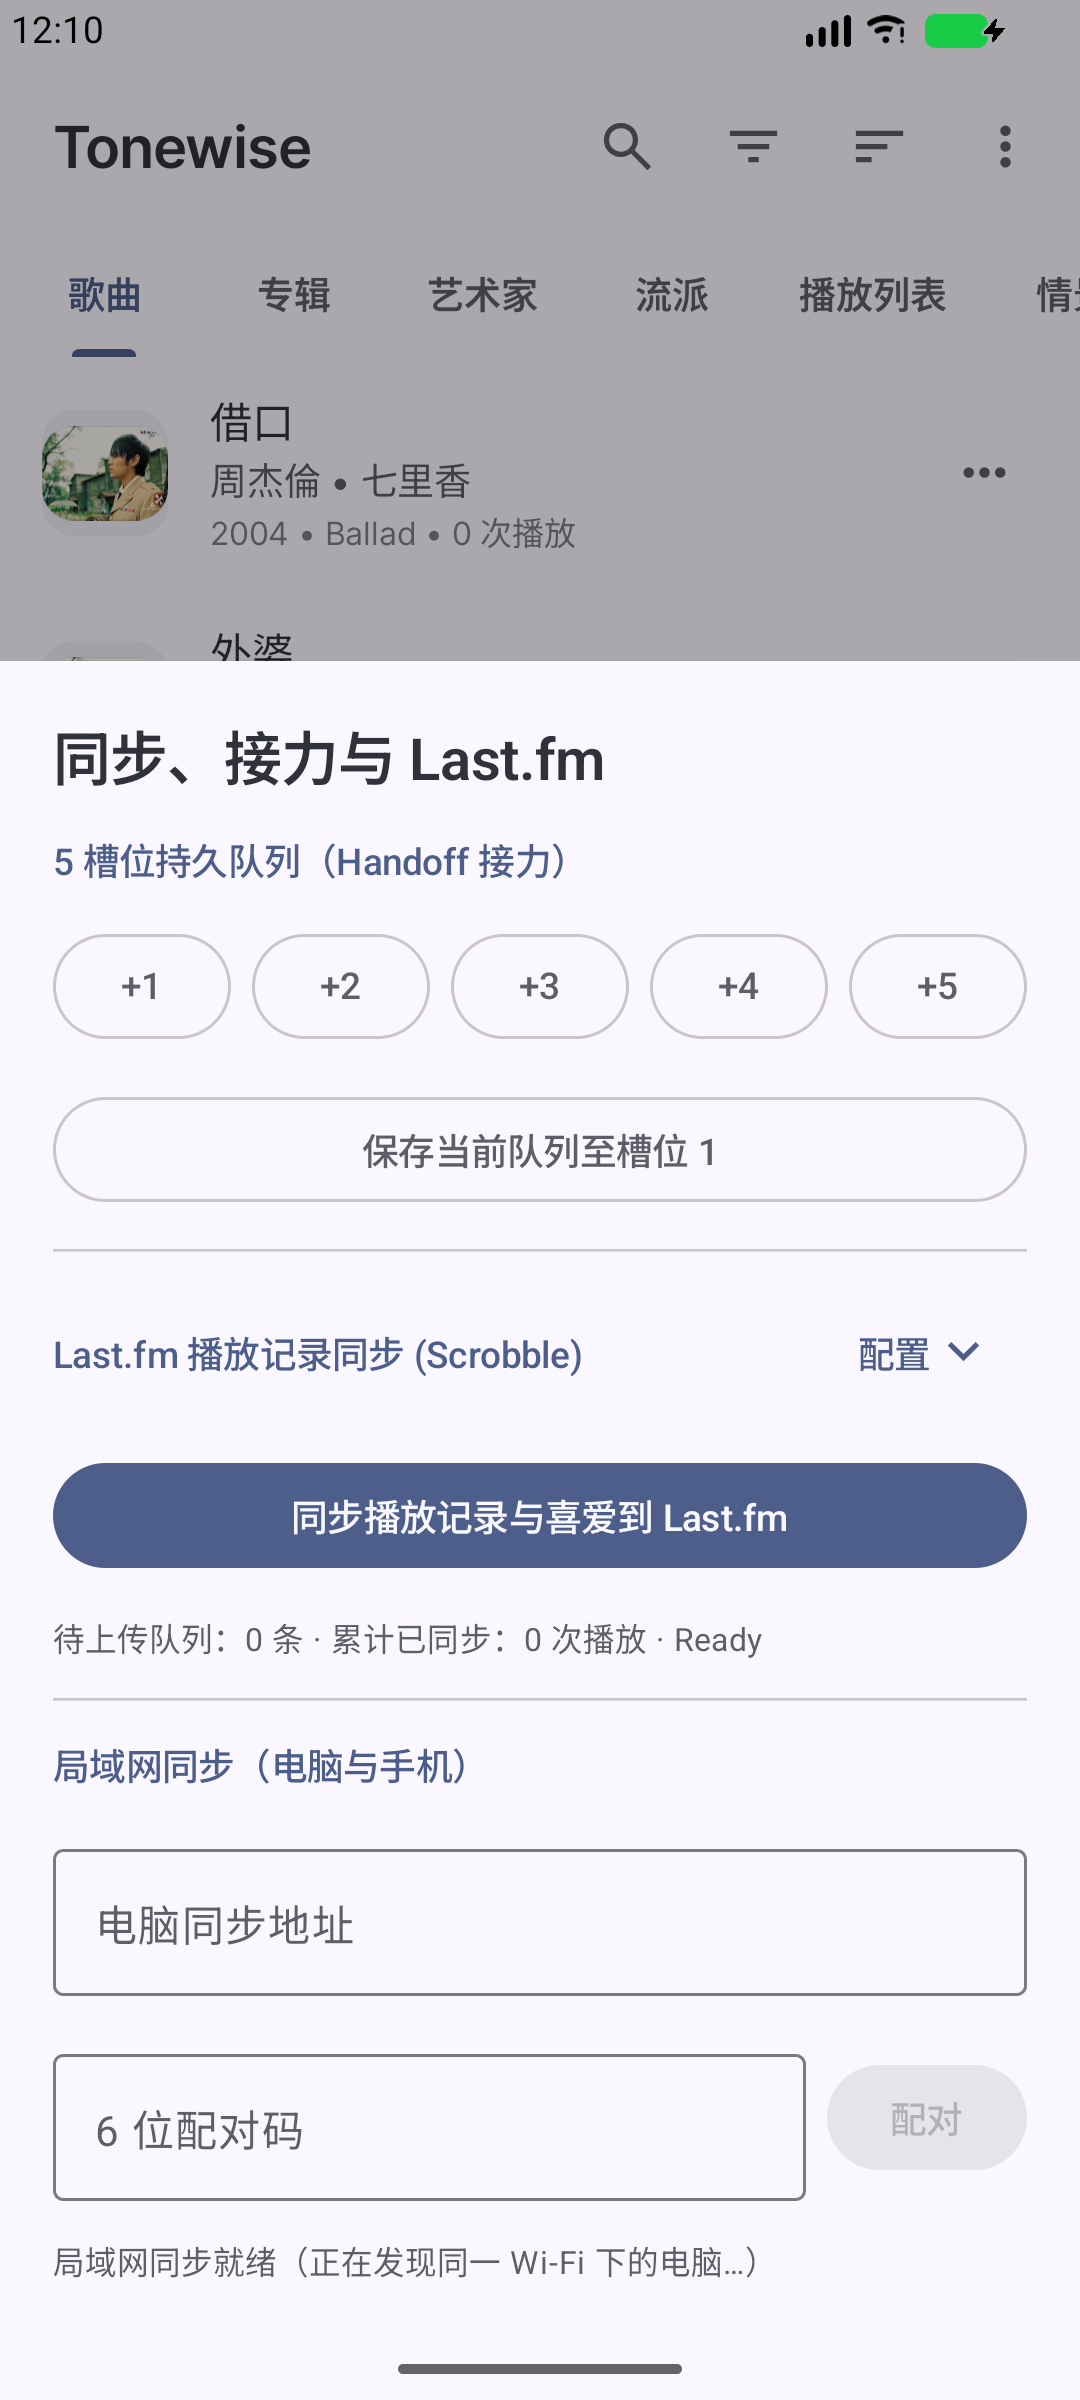 12:10
Tonewise
歌曲 专辑 艺术家 流派 播放列表
借口
周杰倫 • 七里香
2004 • Ballad • 0 次播放
外婆
同步、接力与 Last.fm
5 槽位持久队列（Handoff 接力）
+1 +2 +3 +4 +5
保存当前队列至槽位 1
Last.fm 播放记录同步 (Scrobble) 配置
同步播放记录与喜爱到 Last.fm
待上传队列：0 条 · 累计已同步：0 次播放 · Ready
局域网同步（电脑与手机）
电脑同步地址
6 位配对码 配对
局域网同步就绪（正在发现同一 Wi-Fi 下的电脑…）